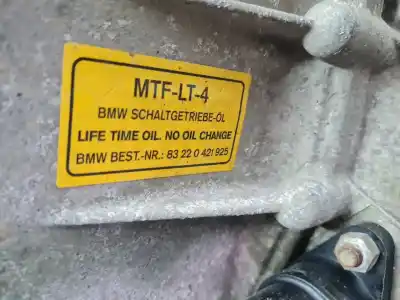 MTF-LT-4
BMW SCHALTGETRIEBE-ÖL
LIFE TIME OIL. NO OIL CHANGE
BMW BEST.-NR.: 83 22 0 421 925